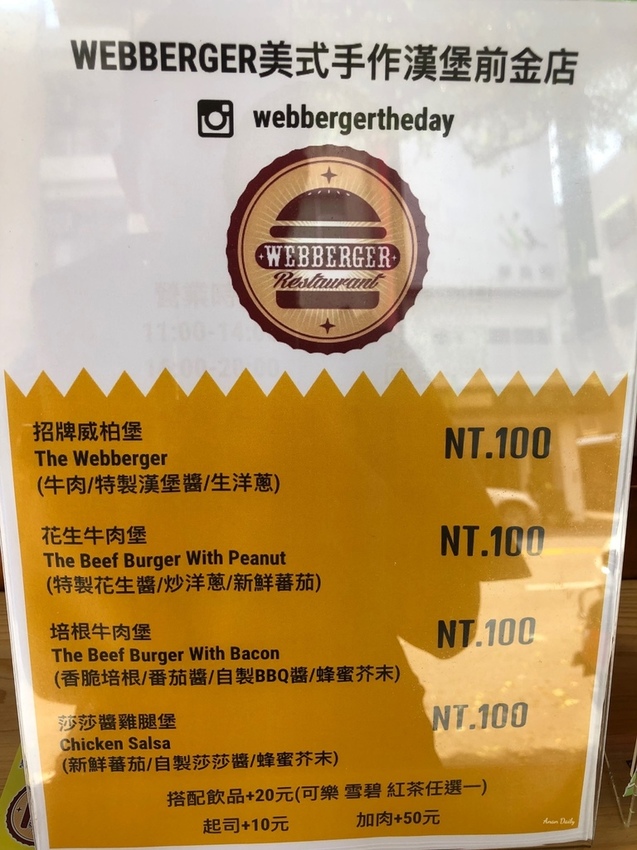 WEBBERGER美式手作漢堡前金店
webbergertheday
WEBBERGER
Restaurant
招牌威柏堡
The Webberger
NT.100
(牛肉/特製漢堡醬/生洋蔥)
花生牛肉堡
The Beef Burger With Peanut
NT.100
(特製花生醬/炒洋蔥/新鮮蕃茄)
培根牛肉堡
The Beef Burger With Bacon
NT.100
(香脆培根/番茄醬/自製BBQ醬/蜂蜜芥末)
莎莎醬雞腿堡
Chicken Salsa
NT.100
(新鮮蕃茄/自製莎莎醬/蜂蜜芥末)
搭配飲品+20元(可樂 雪碧 紅茶任選一)
起司+10元 加肉+50元
Anan Daily